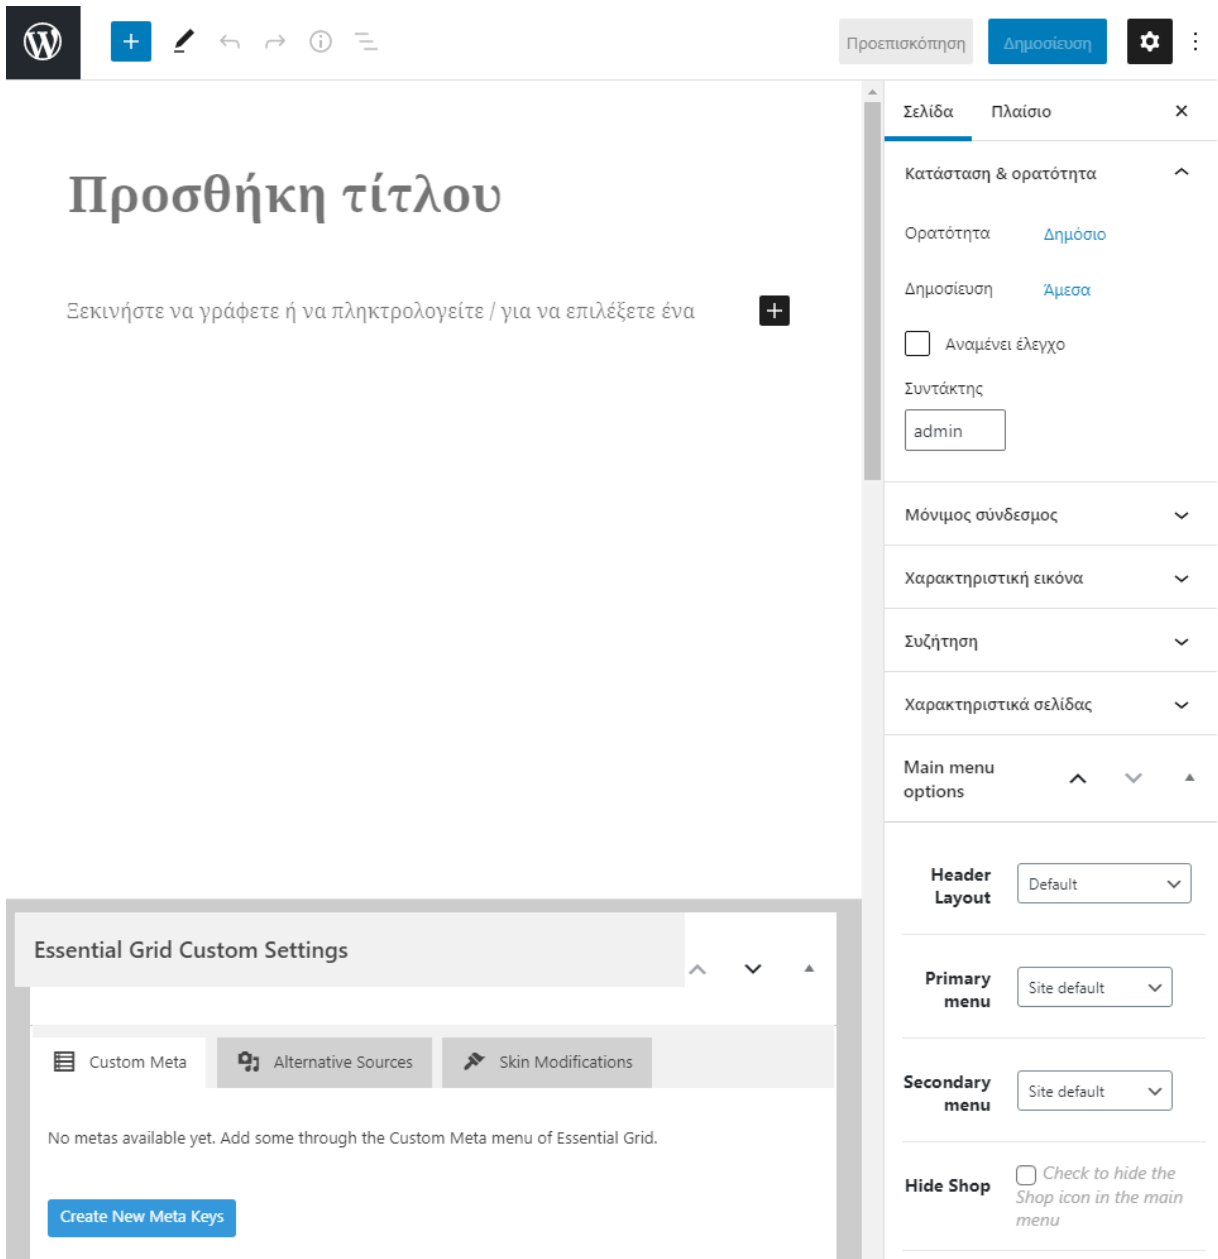 Προεπισκόπηση
Δημοσίευση
Σελίδα Πλαίσιο
Προσθήκη τίτλου
Ξεκινήστε να γράφετε ή να πληκτρολογείτε / για να επιλέξετε ένα
Κατάσταση & ορατότητα
Ορατότητα Δημόσιο
Δημοσίευση Άμεσα
Αναμένει έλεγχο
Συντάκτης
admin
Μόνιμος σύνδεσμος
Χαρακτηριστική εικόνα
Συζήτηση
Χαρακτηριστικά σελίδας
Main menu
options
Header
Layout
Default
Primary
menu
Site default
Secondary
menu
Site default
Hide Shop
Check to hide the
Shop icon in the main
menu
Essential Grid Custom Settings
Custom Meta Alternative Sources Skin Modifications
No metas available yet. Add some through the Custom Meta menu of Essential Grid.
Create New Meta Keys